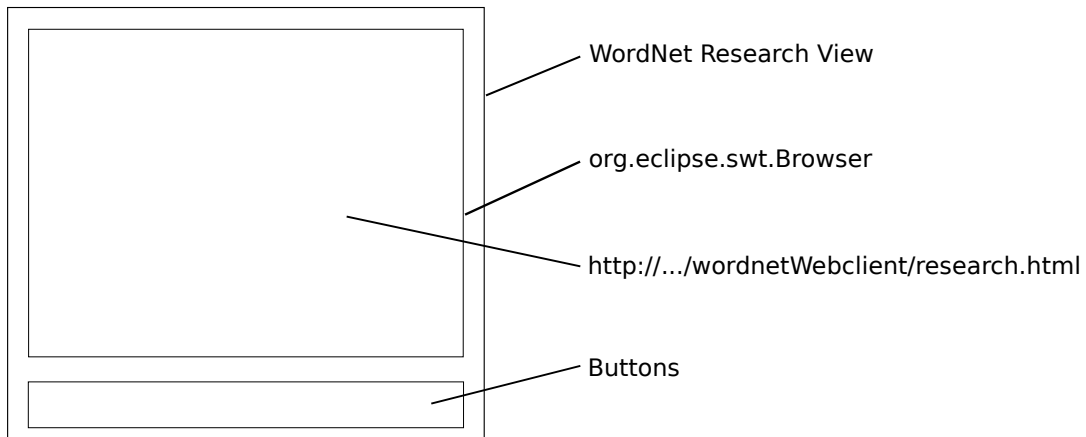 WordNet Research View
org.eclipse.swt.Browser
http://.../wordnetWebclient/research.html
Buttons